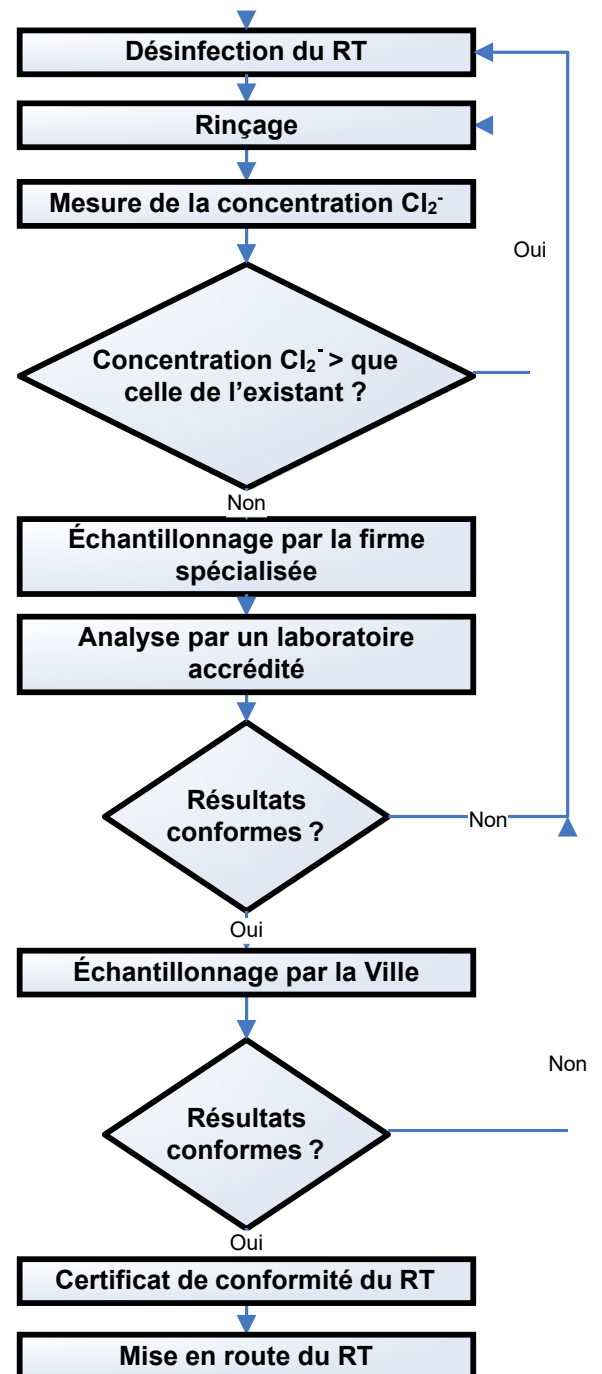 Désinfection du RT
Rinçage
Mesure de la concentration Cl₂⁻
Oui
Concentration Cl₂⁻ > que
celle de l’existant ?
Non
Échantillonnage par la firme
spécialisée
Analyse par un laboratoire
accrédité
Résultats
conformes ?
Non
Oui
Échantillonnage par la Ville
Non
Résultats
conformes ?
Oui
Certificat de conformité du RT
Mise en route du RT